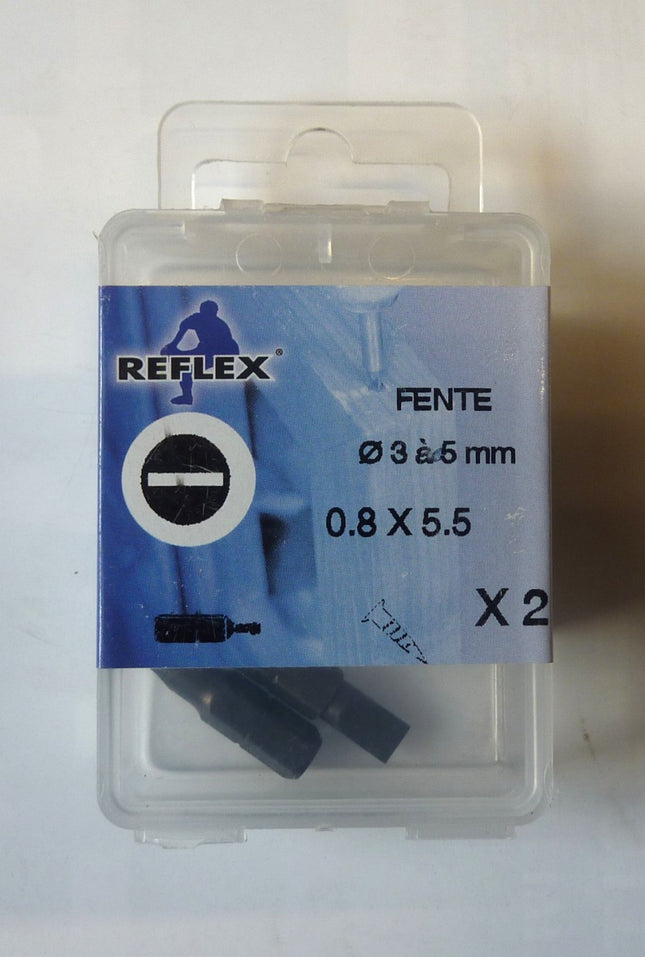 REFLEX®
FENTE
Ø 3 à 5 mm
0.8 X 5.5
X 2